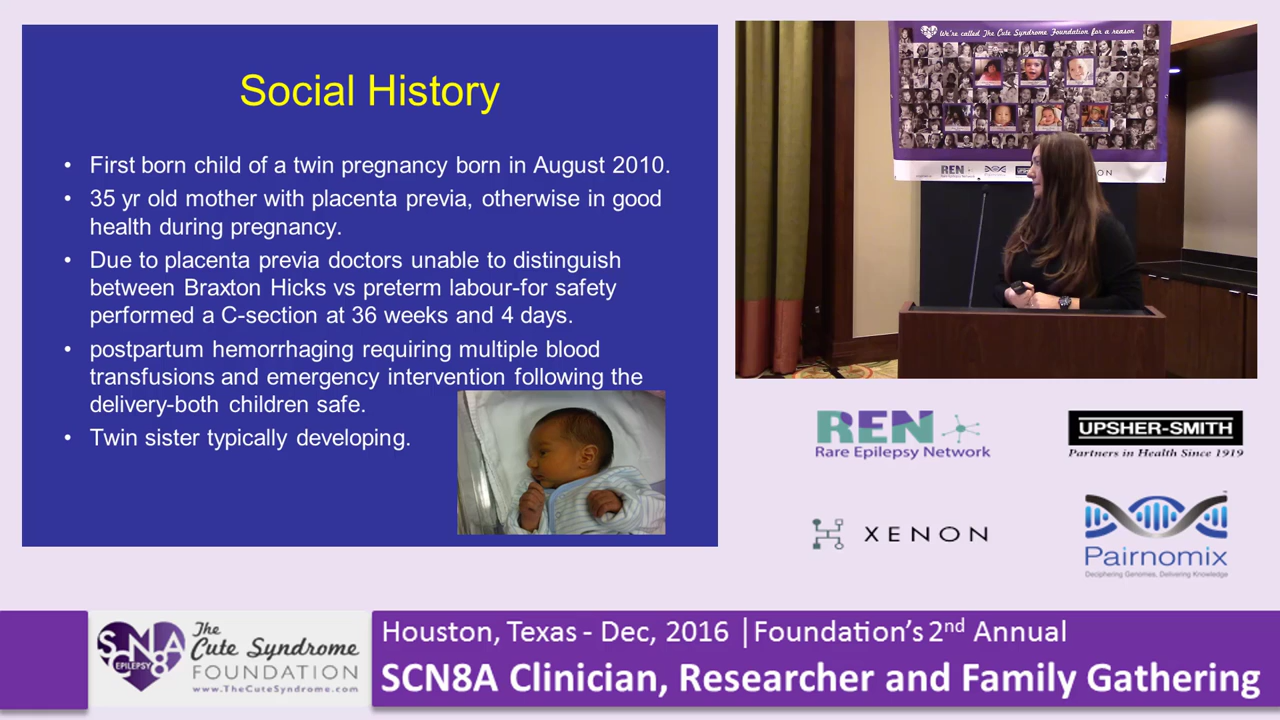 Social History
• First born child of a twin pregnancy born in August 2010.
• 35 yr old mother with placenta previa, otherwise in good
health during pregnancy.
• Due to placenta previa doctors unable to distinguish
between Braxton Hicks vs preterm labour-for safety
performed a C-section at 36 weeks and 4 days.
• postpartum hemorrhaging requiring multiple blood
transfusions and emergency intervention following the
delivery-both children safe.
• Twin sister typically developing.
We're called The Cute Syndrome Foundation for a reason
REN
REN
Rare Epilepsy Network
UPSHER-SMITH
Partners in Health Since 1919
XENON
Pairnomix
Deciphering Genomes, Delivering Knowledge
SCN8A
EPILEPSY
The
Cute Syndrome
FOUNDATION
www.TheCuteSyndrome.com
Houston, Texas - Dec, 2016 |Foundation's 2nd Annual
SCN8A Clinician, Researcher and Family Gathering